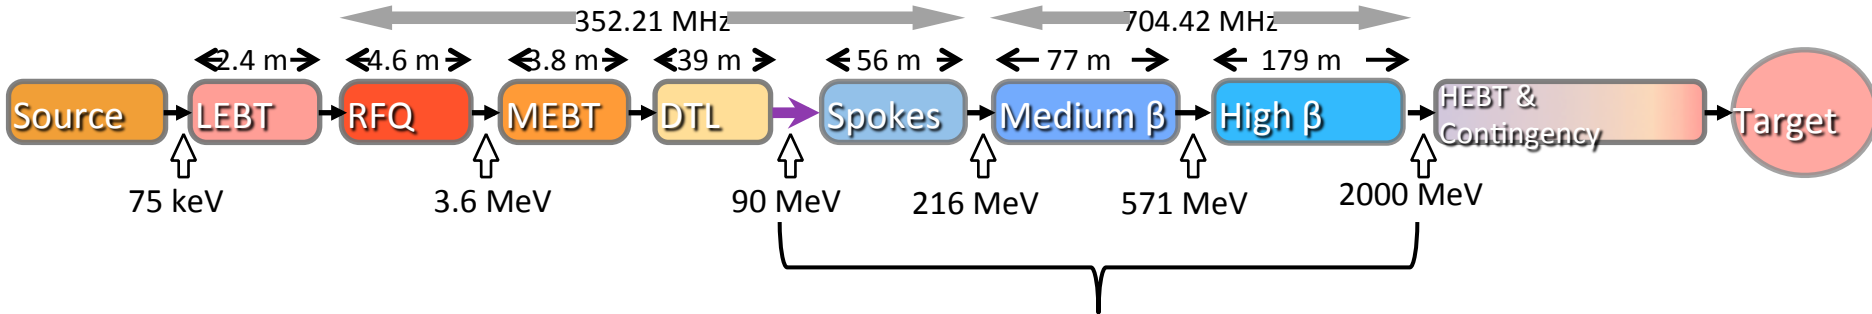 352.21 MHz 704.42 MHz
2.4 m 4.6 m 3.8 m 39 m 56 m 77 m 179 m
Source LEBT RFQ MEBT DTL Spokes Medium β High β HEBT &
Contingency Target
75 keV 3.6 MeV 90 MeV 216 MeV 571 MeV 2000 MeV